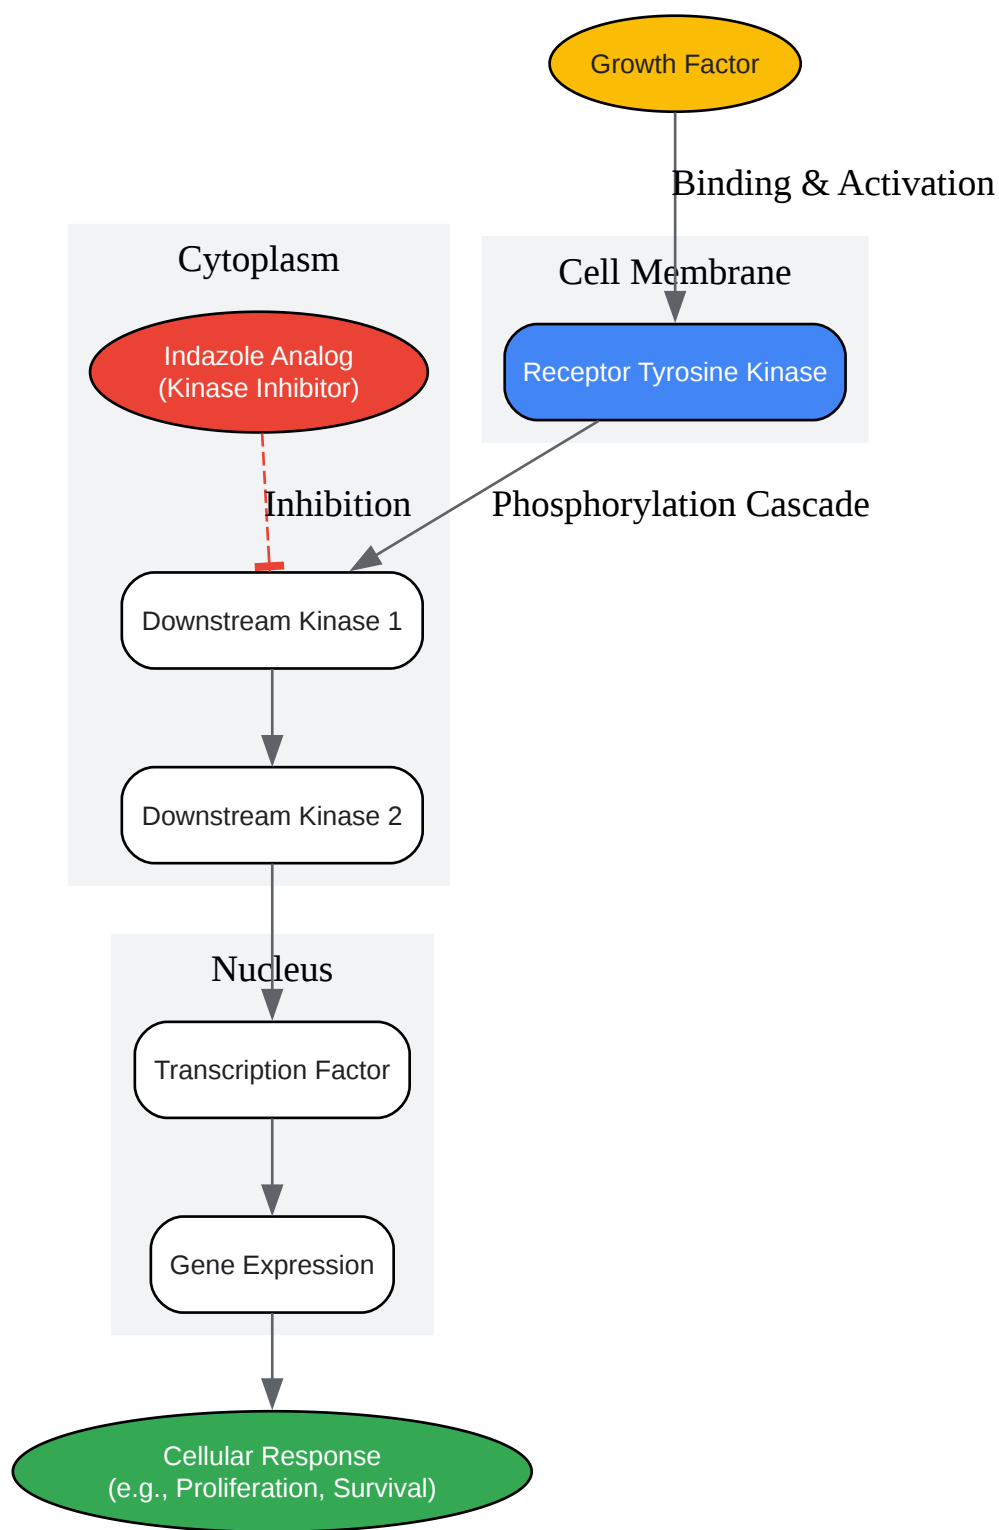 Growth Factor
Binding & Activation
Cytoplasm
Cell Membrane
Indazole Analog
(Kinase Inhibitor)
Receptor Tyrosine Kinase
Inhibition
Phosphorylation Cascade
Downstream Kinase 1
Downstream Kinase 2
Nucleus
Transcription Factor
Gene Expression
Cellular Response
(e.g., Proliferation, Survival)